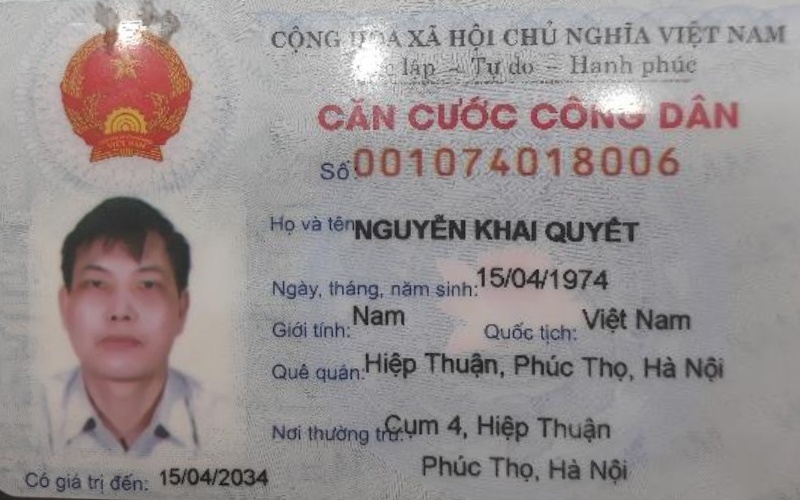 CỘNG HÒA XÃ HỘI CHỦ NGHĨA VIỆT NAM
lập - Tự do - Hạnh phúc
CĂN CƯỚC CÔNG DÂN
Số: 001074018006
Họ và tên: NGUYỄN KHAI QUYẾT
Ngày, tháng, năm sinh: 15/04/1974
Giới tính: Nam Quốc tịch: Việt Nam
Quê quán: Hiệp Thuận, Phúc Thọ, Hà Nội
Nơi thường trú: Cụm 4, Hiệp Thuận
Phúc Thọ, Hà Nội
Có giá trị đến: 15/04/2034
VIỆT NAM